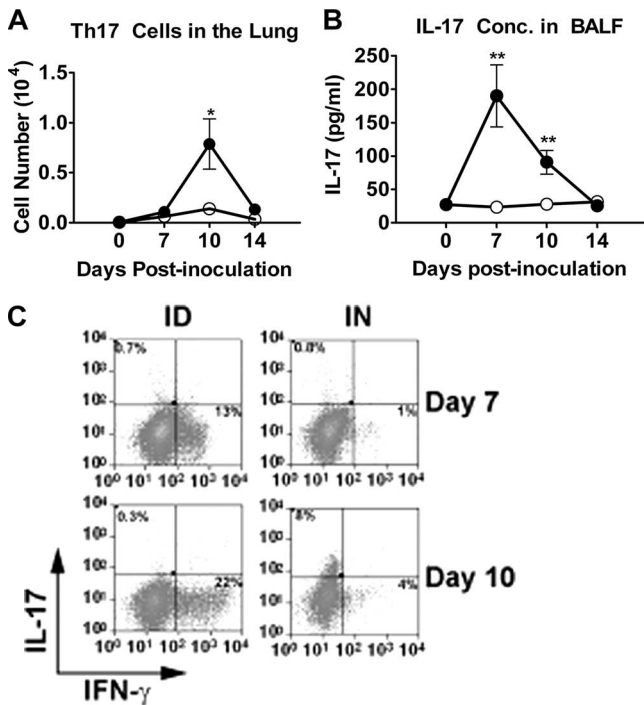 A
Th17 Cells in the Lung
Cell Number (10⁴)
1.5
1.0
0.5
0.0
*
0 7 10 14
Days Post-inoculation
B
IL-17 Conc. in BALF
IL-17 (pg/ml)
250
200
150
100
50
0
**
**
0 7 10 14
Days post-inoculation
C
ID IN
10⁴
10³
10²
10¹
10⁰
0.7%
13%
10⁰ 10¹ 10² 10³ 10⁴
10⁴
10³
10²
10¹
10⁰
0.8%
1%
10⁰ 10¹ 10² 10³ 10⁴
Day 7
10⁴
10³
10²
10¹
10⁰
0.3%
22%
10⁰ 10¹ 10² 10³ 10⁴
10⁴
10³
10²
10¹
10⁰
8%
4%
10⁰ 10¹ 10² 10³ 10⁴
Day 10
IL-17
IFN-γ